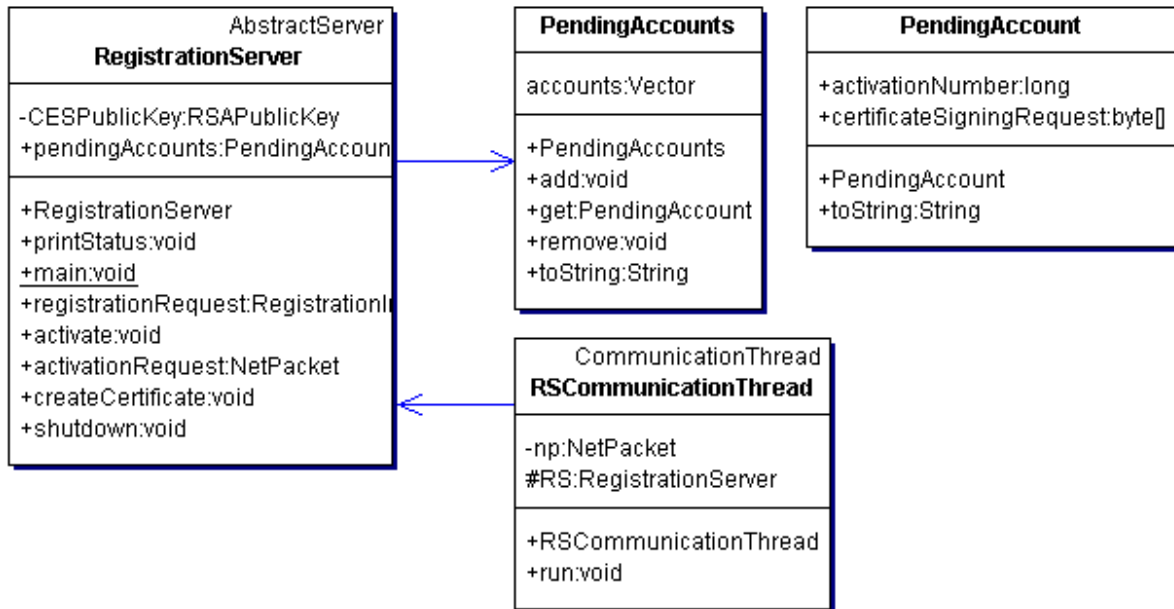 AbstractServer
RegistrationServer
-CESPublicKey:RSAPublicKey
+pendingAccounts:PendingAccoun
+RegistrationServer
+printStatus:void
+main:void
+registrationRequest:RegistrationI
+activate:void
+activationRequest:NetPacket
+createCertificate:void
+shutdown:void
PendingAccounts
accounts:Vector
+PendingAccounts
+add:void
+get:PendingAccount
+remove:void
+toString:String
PendingAccount
+activationNumber:long
+certificateSigningRequest:byte[]
+PendingAccount
+toString:String
CommunicationThread
RSCommunicationThread
-np:NetPacket
#RS:RegistrationServer
+RSCommunicationThread
+run:void